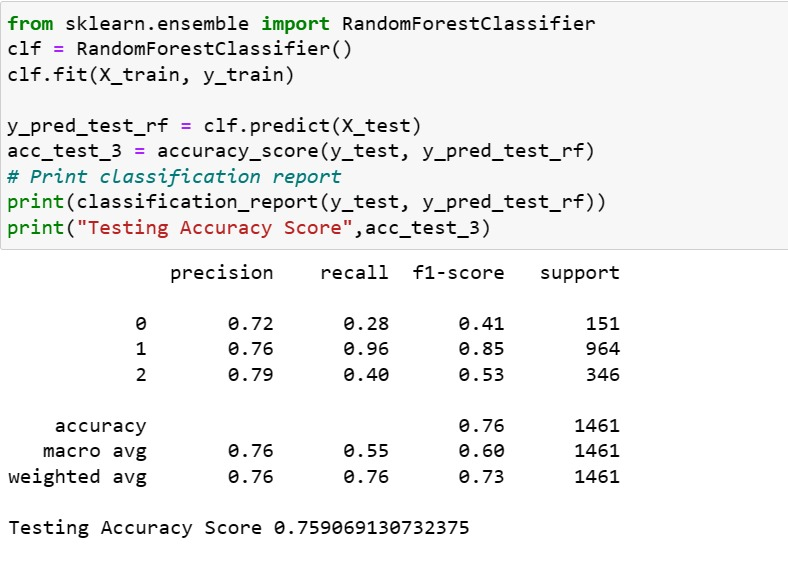 from sklearn.ensemble import RandomForestClassifier
clf = RandomForestClassifier()
clf.fit(X_train, y_train)
y_pred_test_rf = clf.predict(X_test)
acc_test_3 = accuracy_score(y_test, y_pred_test_rf)
# Print classification report
print(classification_report(y_test, y_pred_test_rf))
print("Testing Accuracy Score",acc_test_3)
precision recall f1-score support
0 0.72 0.28 0.41 151
1 0.76 0.96 0.85 964
2 0.79 0.40 0.53 346
accuracy 0.76 1461
macro avg 0.76 0.55 0.60 1461
weighted avg 0.76 0.76 0.73 1461
Testing Accuracy Score 0.759069130732375